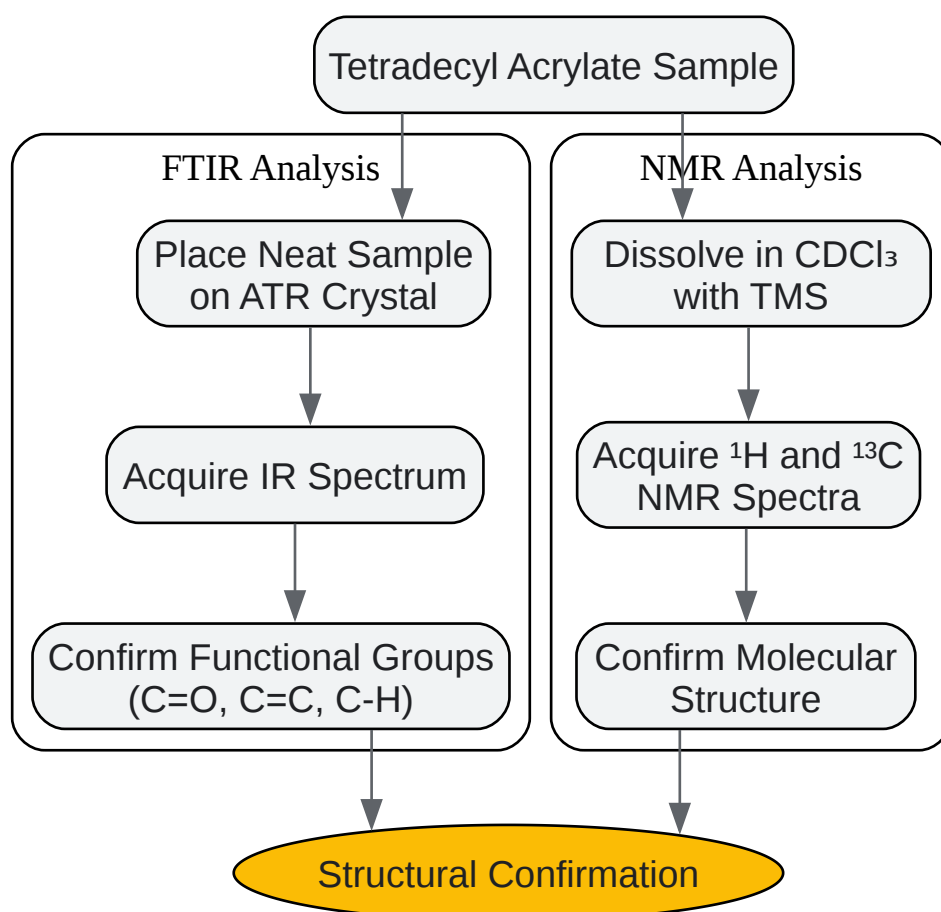 Tetradecyl Acrylate Sample
FTIR Analysis
Place Neat Sample
on ATR Crystal
Acquire IR Spectrum
Confirm Functional Groups
(C=O, C=C, C-H)
NMR Analysis
Dissolve in CDCl₃
with TMS
Acquire ¹H and ¹³C
NMR Spectra
Confirm Molecular
Structure
Structural Confirmation